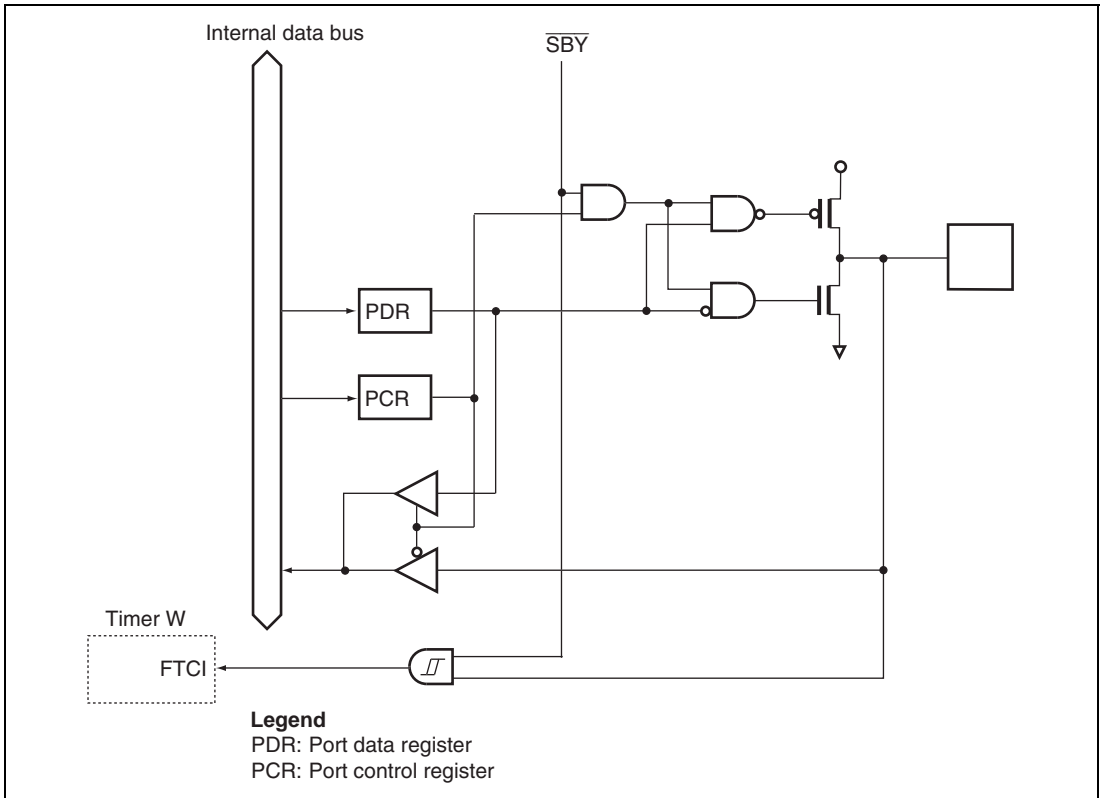 Internal data bus
SBY
PDR
PCR
Timer W
FTCI
Legend
PDR: Port data register
PCR: Port control register